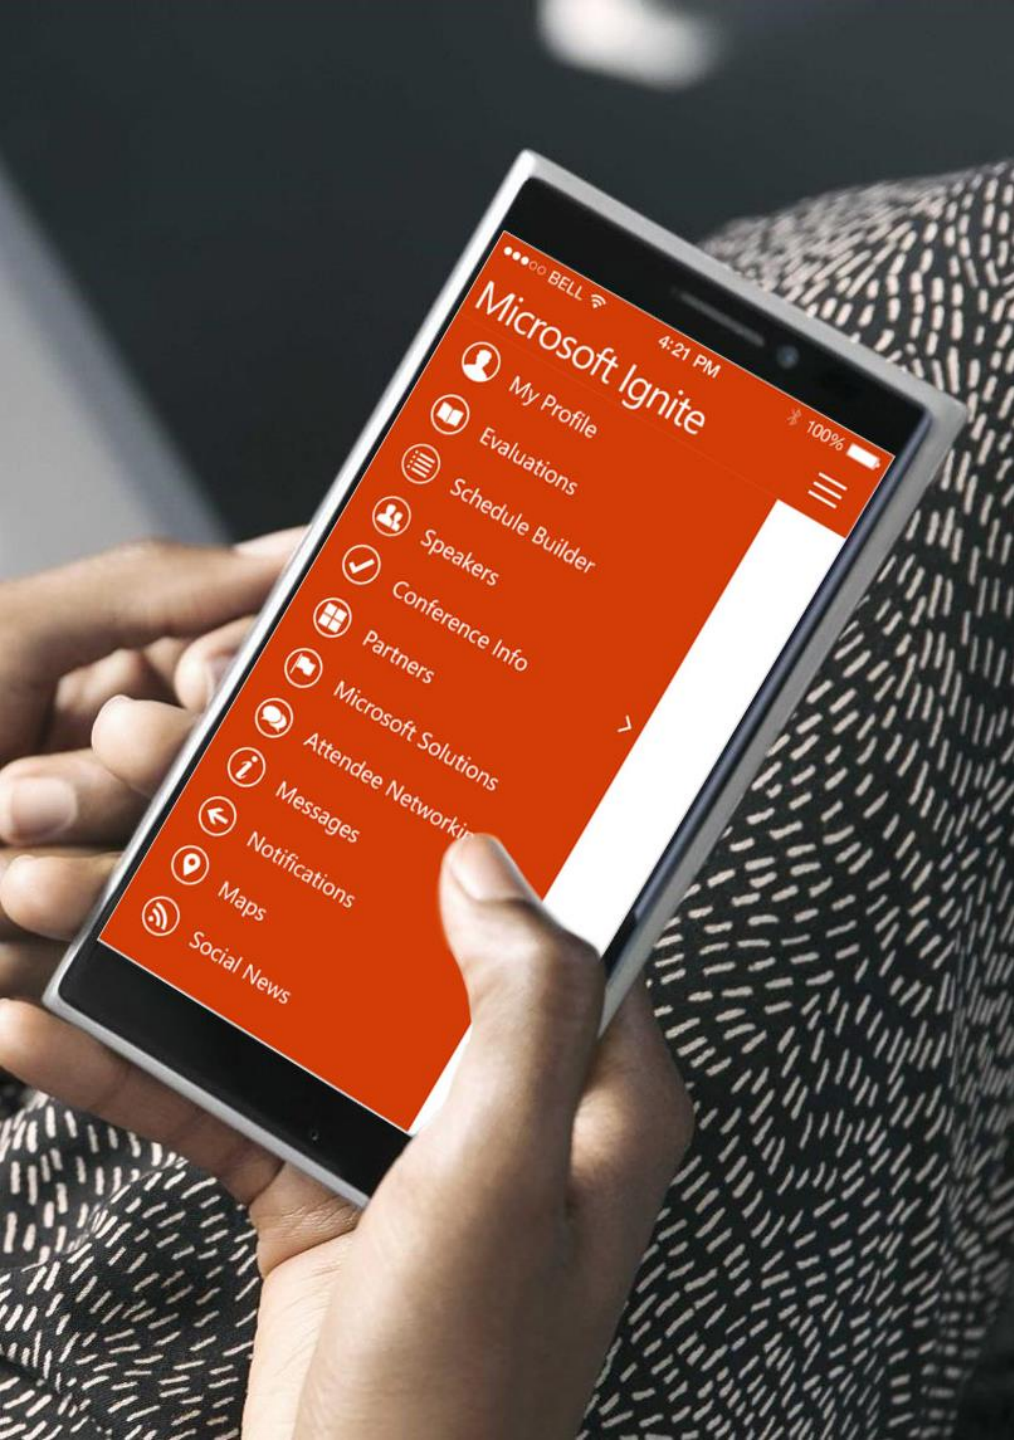 BELL
4:21 PM
100%
Microsoft Ignite
My Profile
Evaluations
Schedule Builder
Speakers
Conference Info
Partners
Microsoft Solutions
Attendee Networkin
Messages
Notifications
Maps
Social News